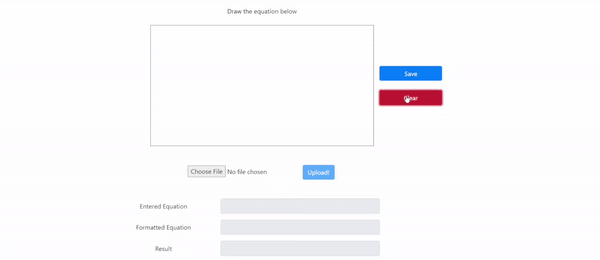 Draw the equation below
Save
Clear
Choose File No file chosen
Upload!
Entered Equation
Formatted Equation
Result